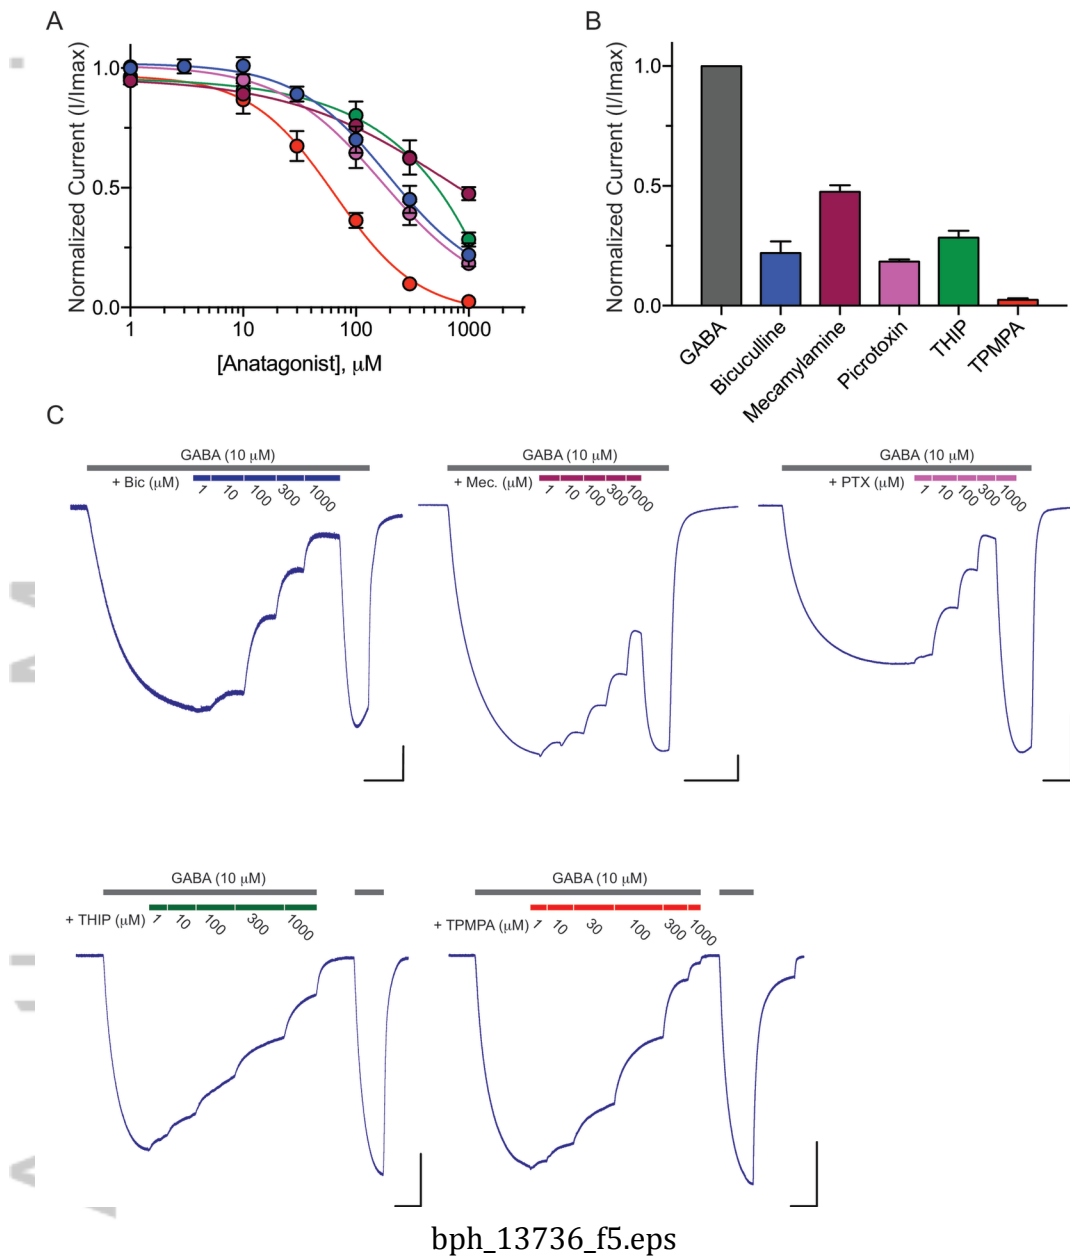 A
Normalized Current (I/Imax)
1.0
0.5
0.0
1
10
100
1000
[Anatagonist], μM
B
Normalized Current (I/Imax)
1.0
0.5
0.0
GABA
Bicuculline
Mecamylamine
Picrotoxin
THIP
TPMPA
C
GABA (10 μM)
+ Bic (μM)
1 10 100 300 1000
GABA (10 μM)
+ Mec. (μM)
1 10 100 300 1000
GABA (10 μM)
+ PTX (μM)
1 10 100 300 1000
GABA (10 μM)
+ THIP (μM)
1 10 100 300 1000
GABA (10 μM)
+ TPMPA (μM)
1 10 30 100 300 1000
bph_13736_f5.eps